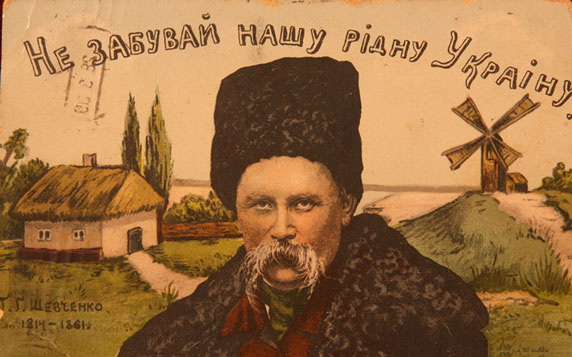 Не забувай нашу рідну Україну.
Т. Г. Шевченко
1814 - 1861.